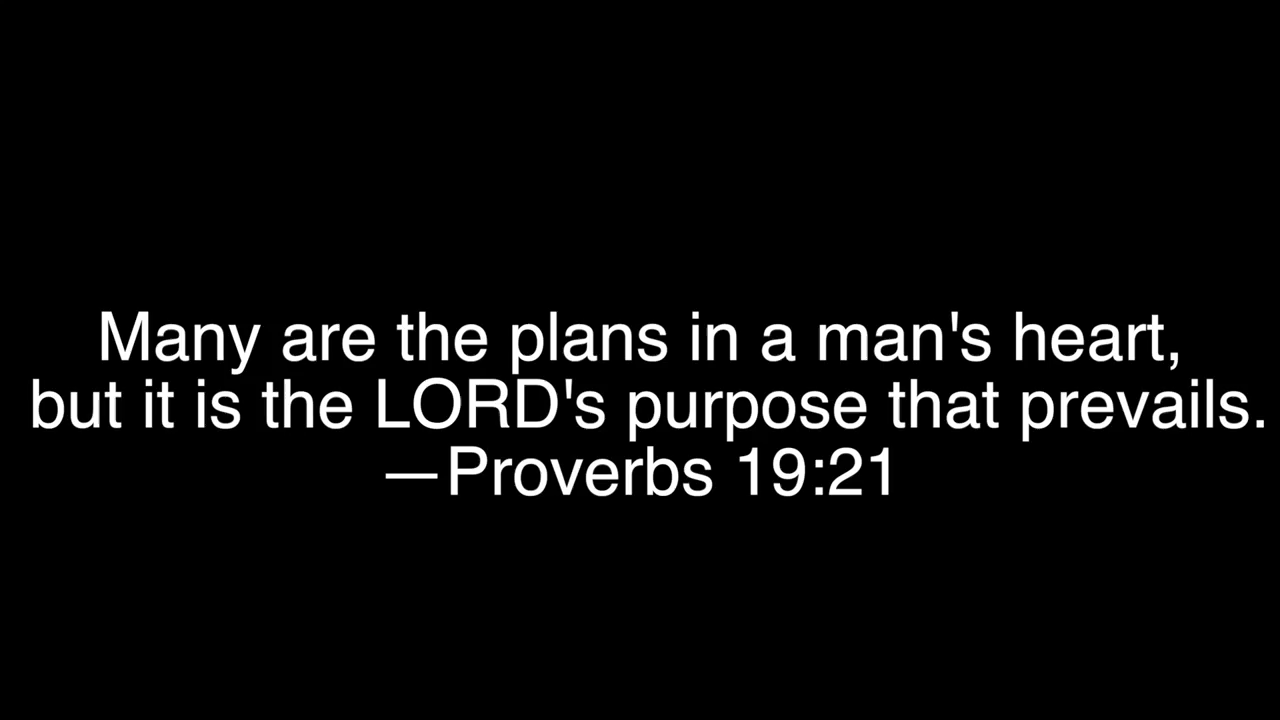 Many are the plans in a man's heart,
but it is the LORD's purpose that prevails.
—Proverbs 19:21